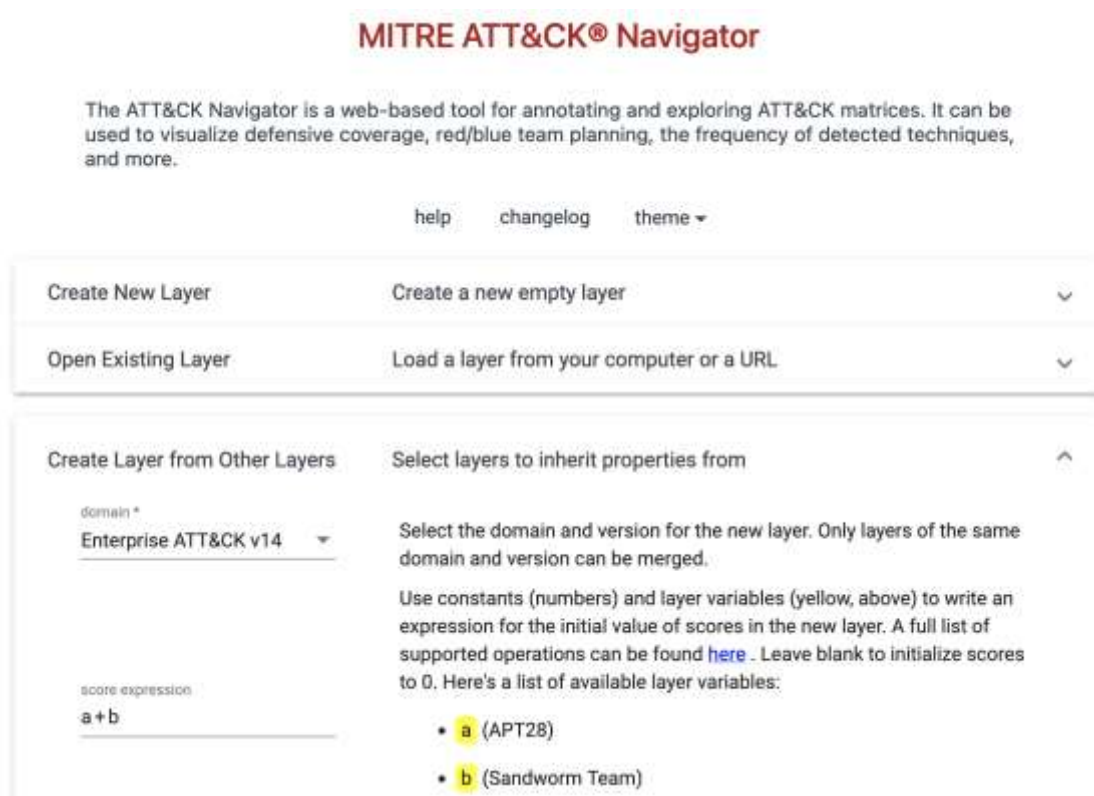 MITRE ATT&CK® Navigator
The ATT&CK Navigator is a web-based tool for annotating and exploring ATT&CK matrices. It can be
used to visualize defensive coverage, red/blue team planning, the frequency of detected techniques,
and more.
help changelog theme
Create New Layer Create a new empty layer
Open Existing Layer Load a layer from your computer or a URL
Create Layer from Other Layers Select layers to inherit properties from
domain *
Enterprise ATT&CK v14
Select the domain and version for the new layer. Only layers of the same
domain and version can be merged.
Use constants (numbers) and layer variables (yellow, above) to write an
expression for the initial value of scores in the new layer. A full list of
supported operations can be found here . Leave blank to initialize scores
to 0. Here's a list of available layer variables:
score expression
a+b
• a (APT28)
• b (Sandworm Team)